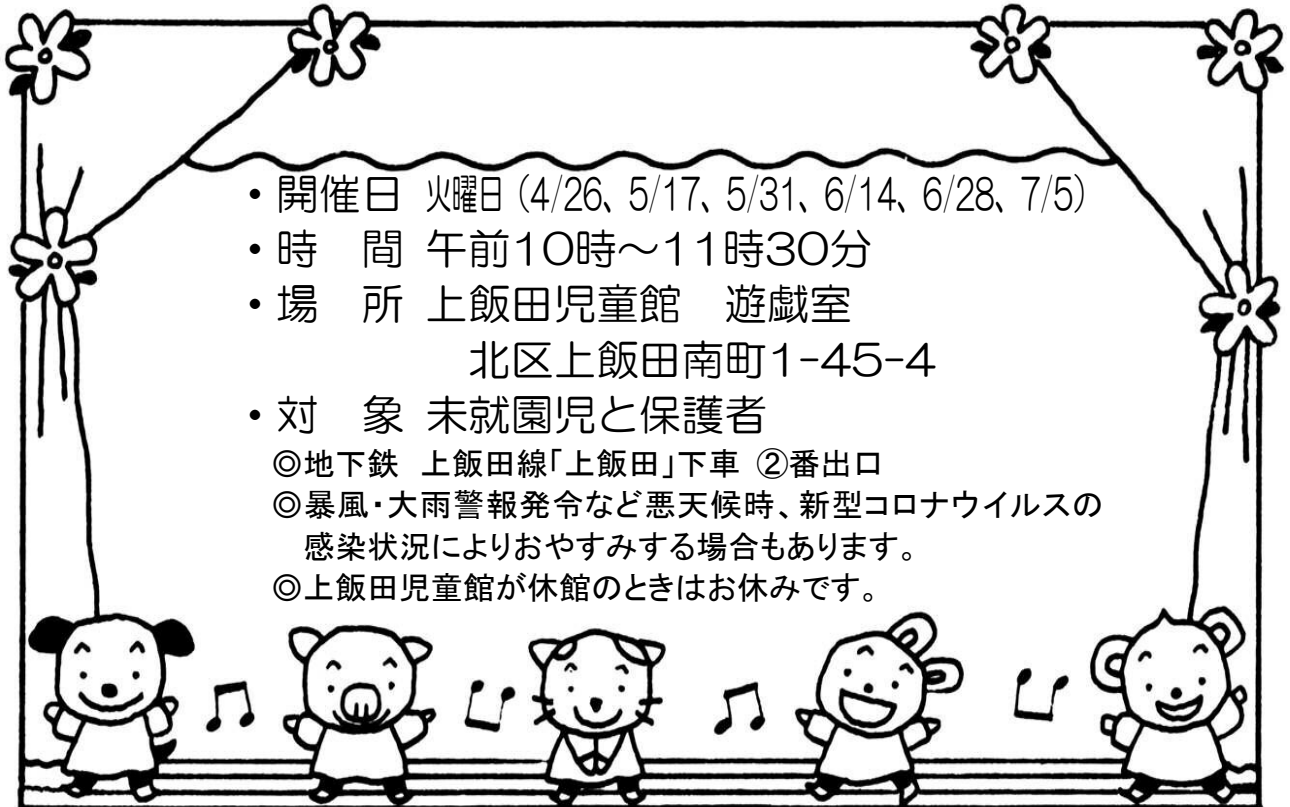 ・開催日 火曜日（4/26、5/17、5/31、6/14、6/28、7/5）
・時　間 午前10時～11時30分
・場　所 上飯田児童館　遊戯室
北区上飯田南町1-45-4
・対　象 未就園児と保護者
◎地下鉄 上飯田線「上飯田」下車 ②番出口
◎暴風・大雨警報発令など悪天候時、新型コロナウイルスの
感染状況によりおやすみする場合もあります。
◎上飯田児童館が休館のときはお休みです。